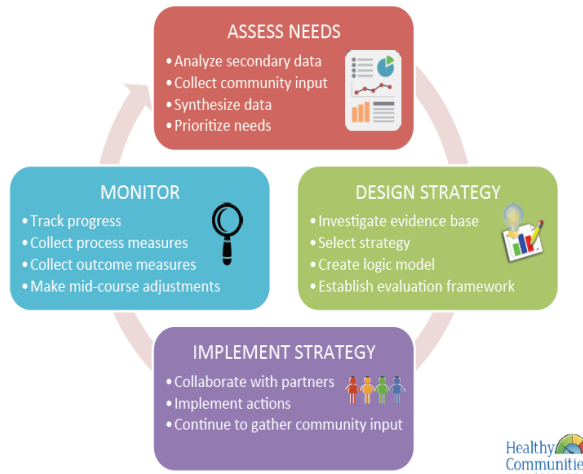 ASSESS NEEDS
• Analyze secondary data
• Collect community input
• Synthesize data
• Prioritize needs
MONITOR
• Track progress
• Collect process measures
• Collect outcome measures
• Make mid-course adjustments
DESIGN STRATEGY
• Investigate evidence base
• Select strategy
• Create logic model
• Establish evaluation framework
IMPLEMENT STRATEGY
• Collaborate with partners
• Implement actions
• Continue to gather community input
Healthy
Communitie